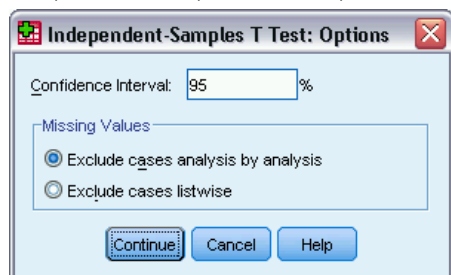 Independent-Samples T Test: Options
Confidence Interval: 95 %
Missing Values
Exclude cases analysis by analysis
Exclude cases listwise
Continue Cancel Help